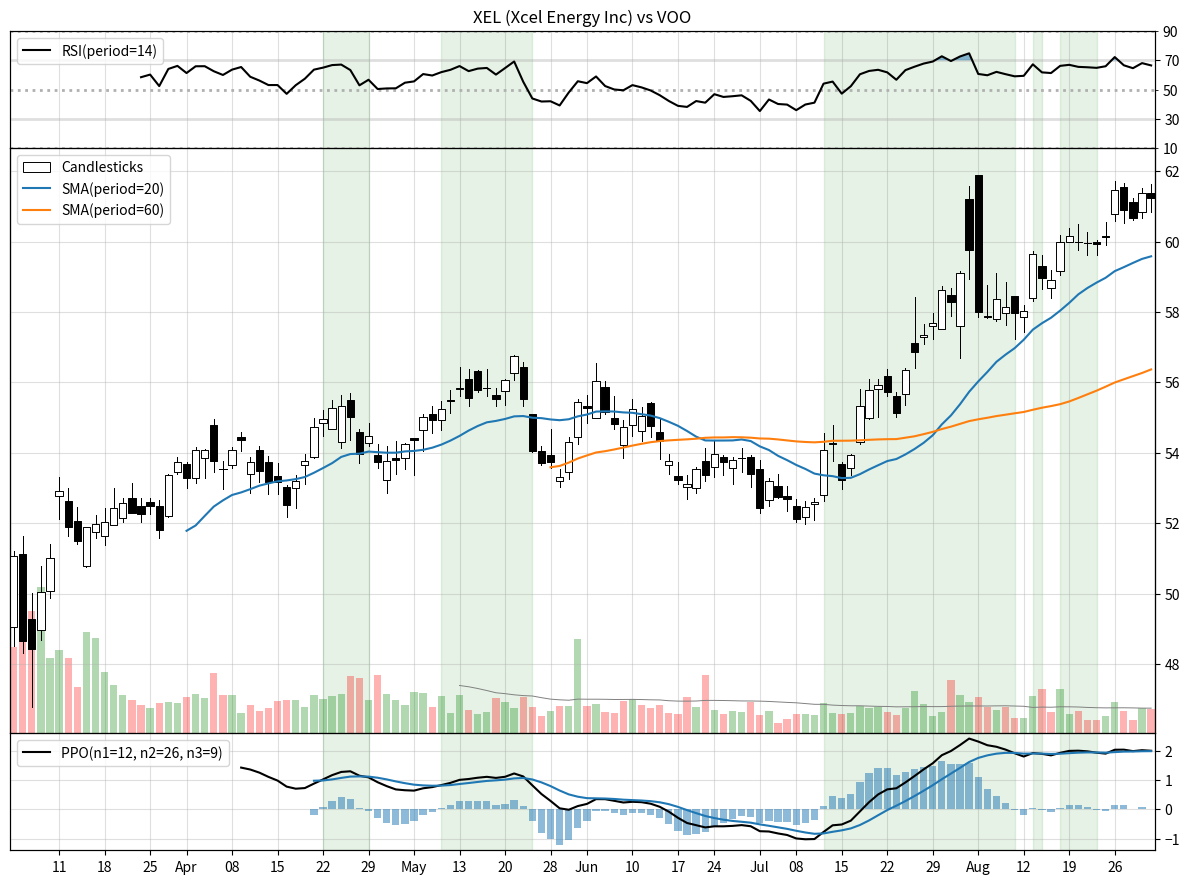 XEL (Xcel Energy Inc) vs VOO
RSI(period=14)
90
70
50
30
10
Candlesticks
SMA(period=20)
SMA(period=60)
62
60
58
56
54
52
50
48
PPO(n1=12, n2=26, n3=9)
2
1
0
−1
11 18 25 Apr 08 15 22 29 May 13 20 28 Jun 10 17 24 Jul 08 15 22 29 Aug 12 19 26